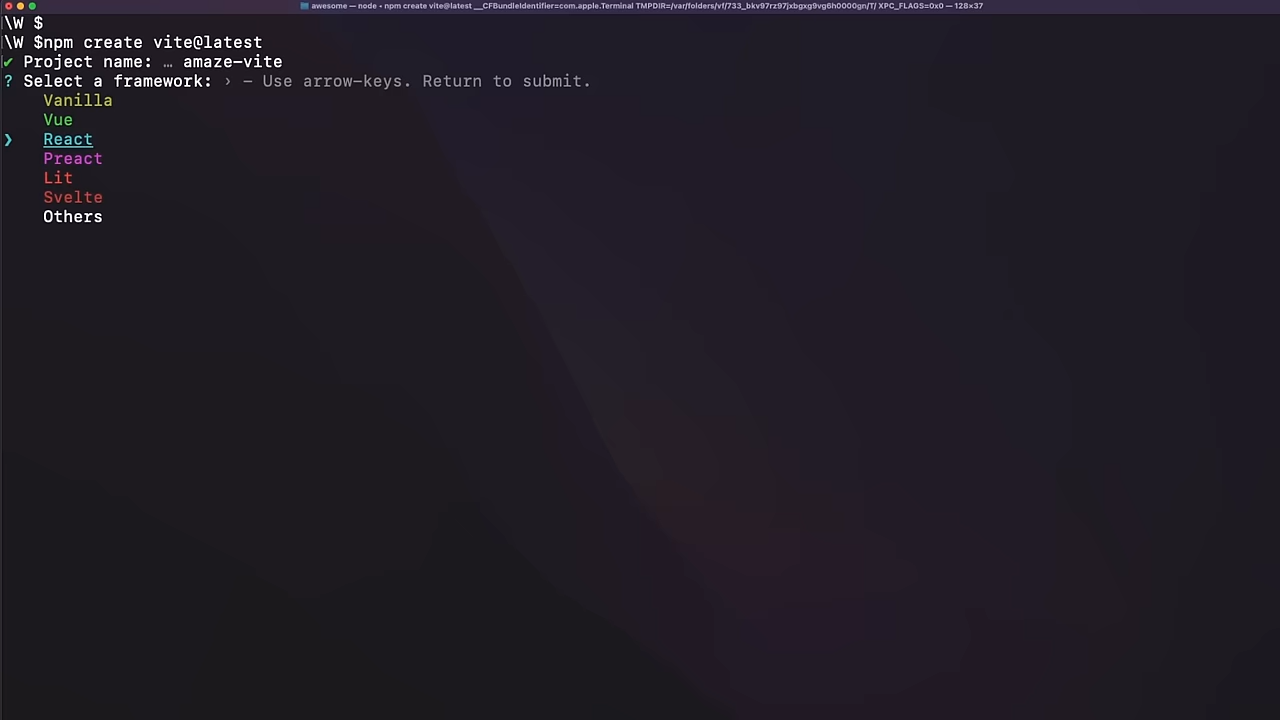 awesome — node • npm create vite@latest __CFBundleIdentifier=com.apple.Terminal TMPDIR=/var/folders/vf/733_bkv97rz97jxbgxg9vg6h0000gn/T/ XPC_FLAGS=0x0 — 128×37
\W $
\W $npm create vite@latest
✔ Project name: … amaze-vite
? Select a framework: › - Use arrow-keys. Return to submit.
Vanilla
Vue
❯ React
Preact
Lit
Svelte
Others